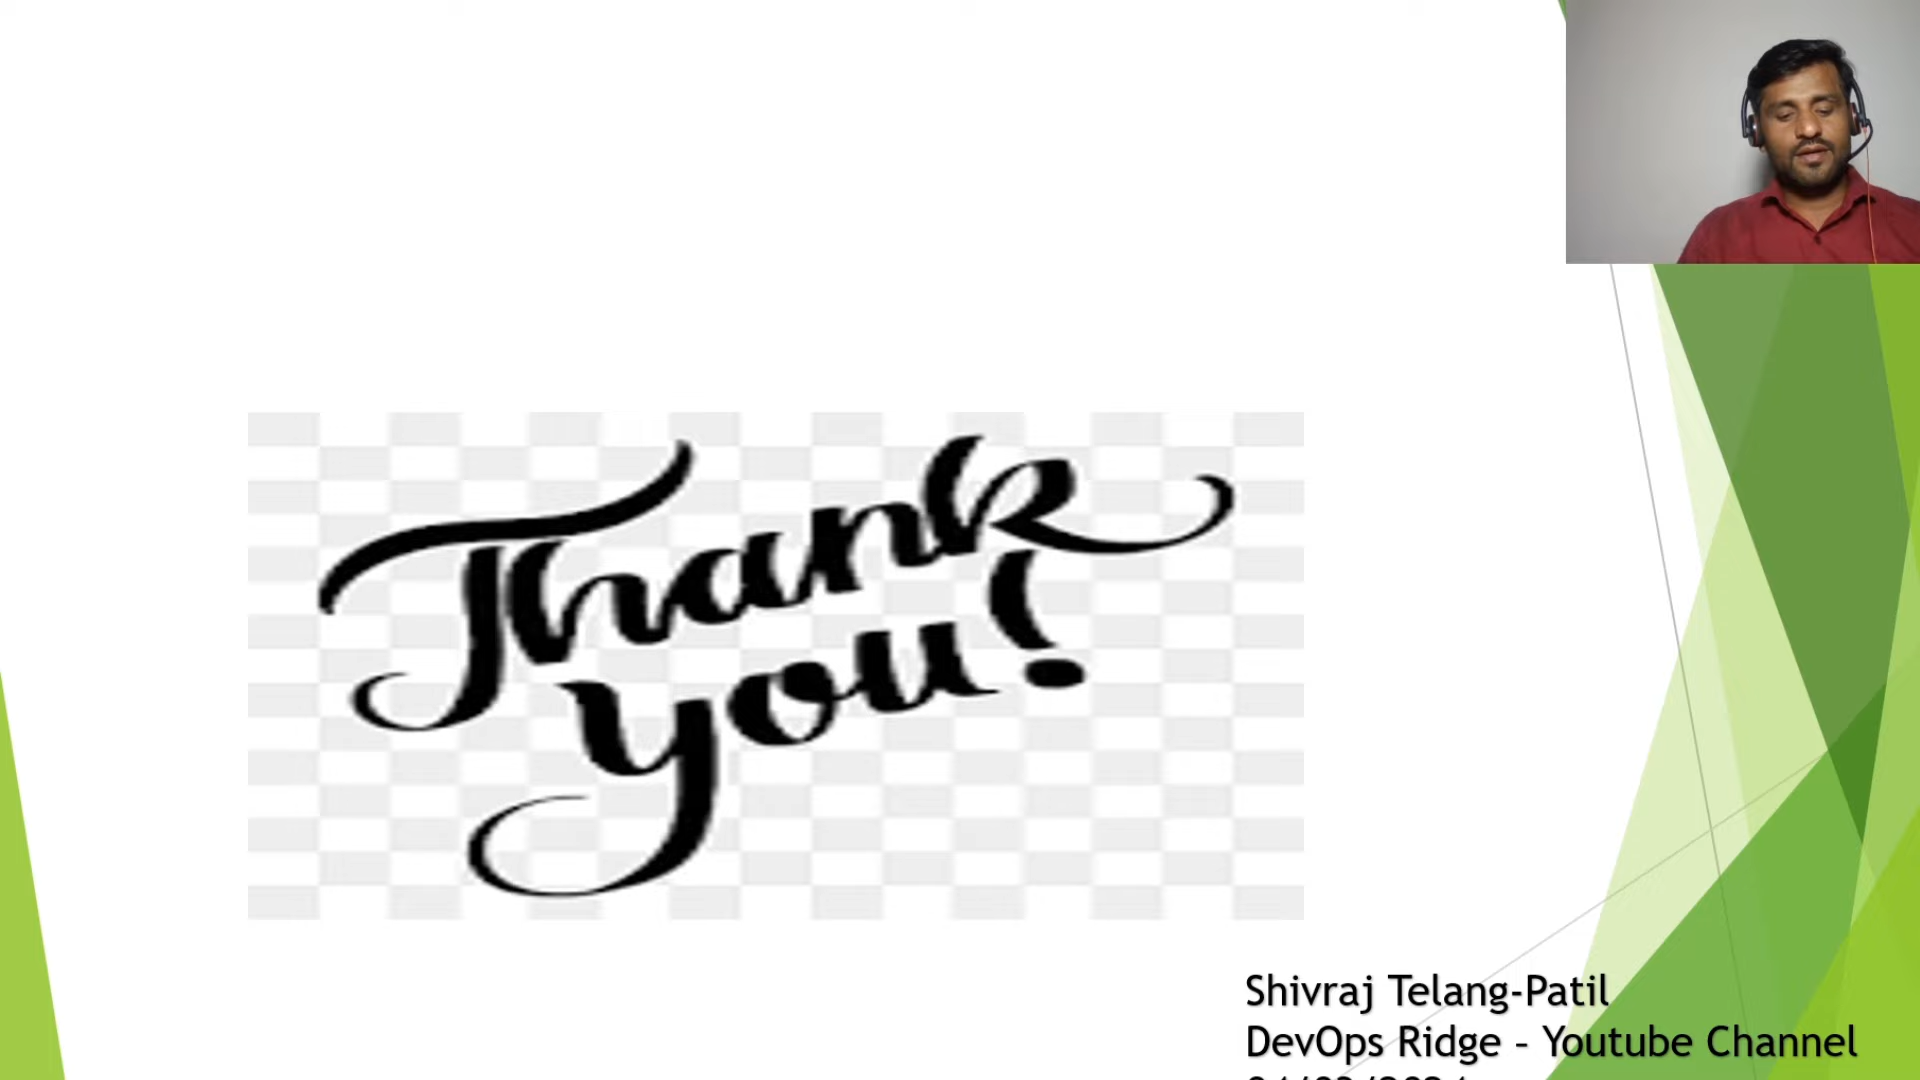 Thank
you!
Shivraj Telang-Patil
DevOps Ridge - Youtube Channel